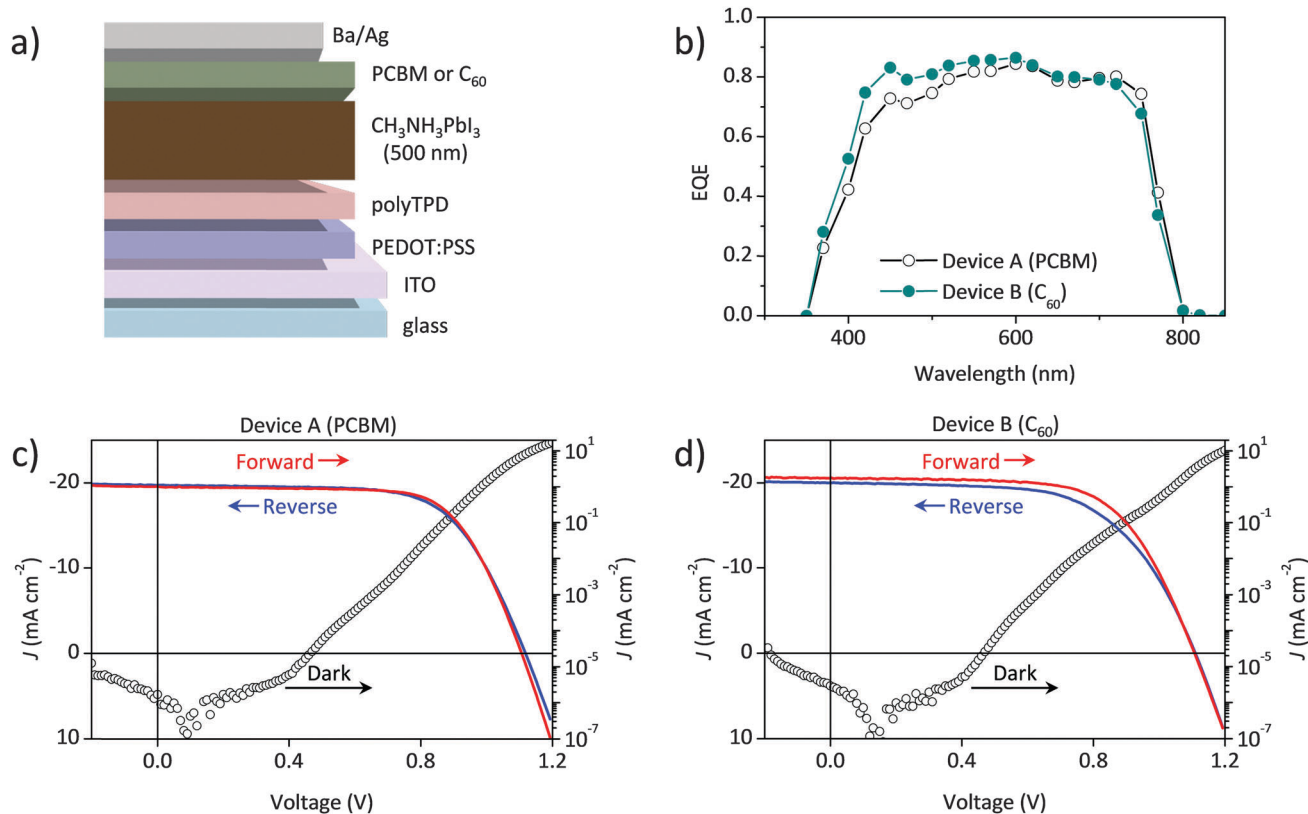 a)
Ba/Ag
PCBM or C60
CH3NH3PbI3
(500 nm)
polyTPD
PEDOT:PSS
ITO
glass
b)
1.0
0.8
0.6
0.4
0.2
0.0
EQE
Device A (PCBM)
Device B (C60)
400
600
800
Wavelength (nm)
c)
Device A (PCBM)
Forward
Reverse
Dark
-20
-10
0
10
J (mA cm-2)
10^1
10^-1
10^-3
10^-5
10^-7
J (mA cm-2)
0.0
0.4
0.8
1.2
Voltage (V)
d)
Device B (C60)
Forward
Reverse
Dark
-20
-10
0
10
J (mA cm-2)
10^1
10^-1
10^-3
10^-5
10^-7
J (mA cm-2)
0.0
0.4
0.8
1.2
Voltage (V)